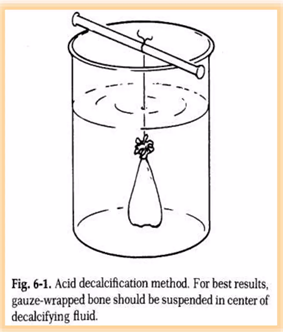 Fig. 6-1. Acid decalcification method. For best results,
gauze-wrapped bone should be suspended in center of
decalcifying fluid.